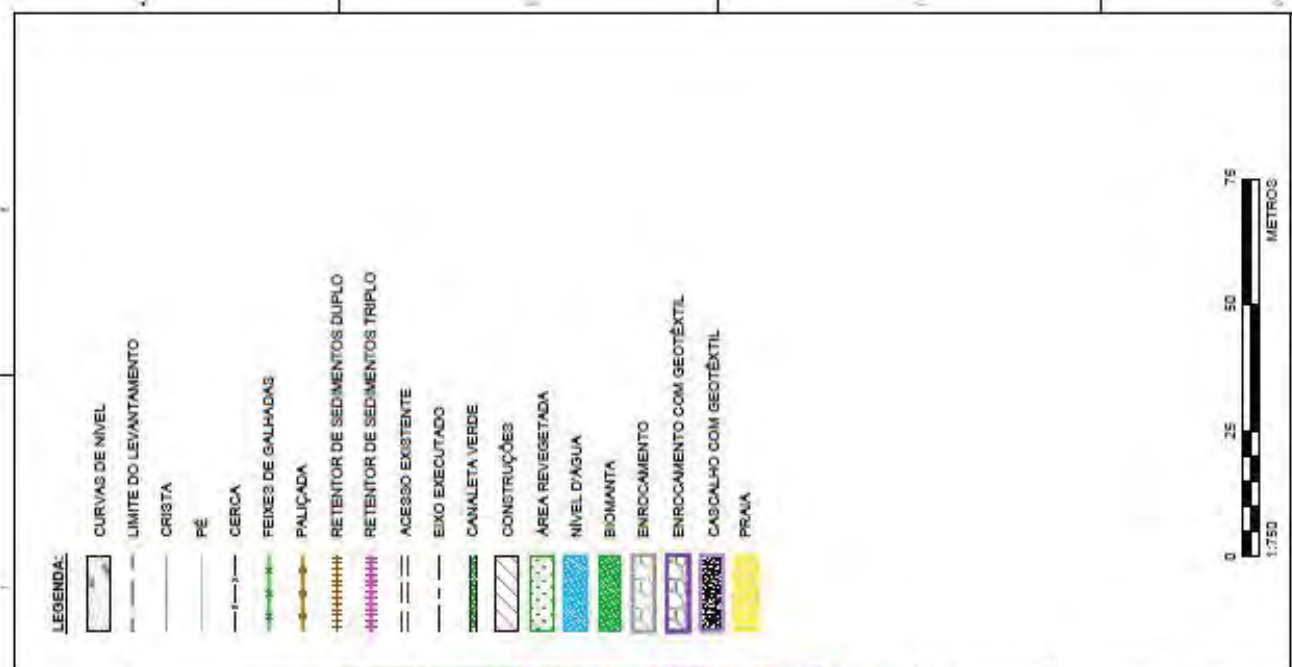 LEGENDA:
CURVAS DE NÍVEL
LIMITE DO LEVANTAMENTO
CRISTA
PÉ
CERCA
FEIXES DE GALHADAS
PALIÇADA
RETENTOR DE SEDIMENTOS DUPLO
RETENTOR DE SEDIMENTOS TRIPLO
ACESSO EXISTENTE
EIXO EXECUTADO
CANALETA VERDE
CONSTRUÇÕES
ÁREA REVEGETADA
NÍVEL D'ÁGUA
BIOMANTA
ENROCAMENTO
ENROCAMENTO COM GEOTÊXTIL
CASCALHO COM GEOTÊXTIL
PRAIA
0 25 50 75
1:750 METROS